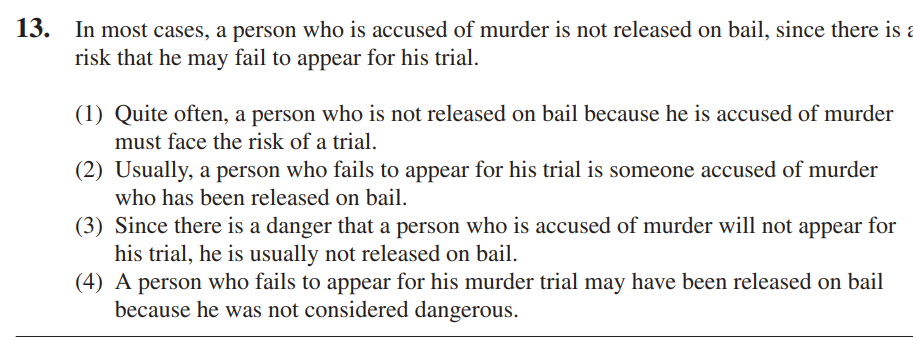 13. In most cases, a person who is accused of murder is not released on bail, since there is a
risk that he may fail to appear for his trial.
(1) Quite often, a person who is not released on bail because he is accused of murder
must face the risk of a trial.
(2) Usually, a person who fails to appear for his trial is someone accused of murder
who has been released on bail.
(3) Since there is a danger that a person who is accused of murder will not appear for
his trial, he is usually not released on bail.
(4) A person who fails to appear for his murder trial may have been released on bail
because he was not considered dangerous.